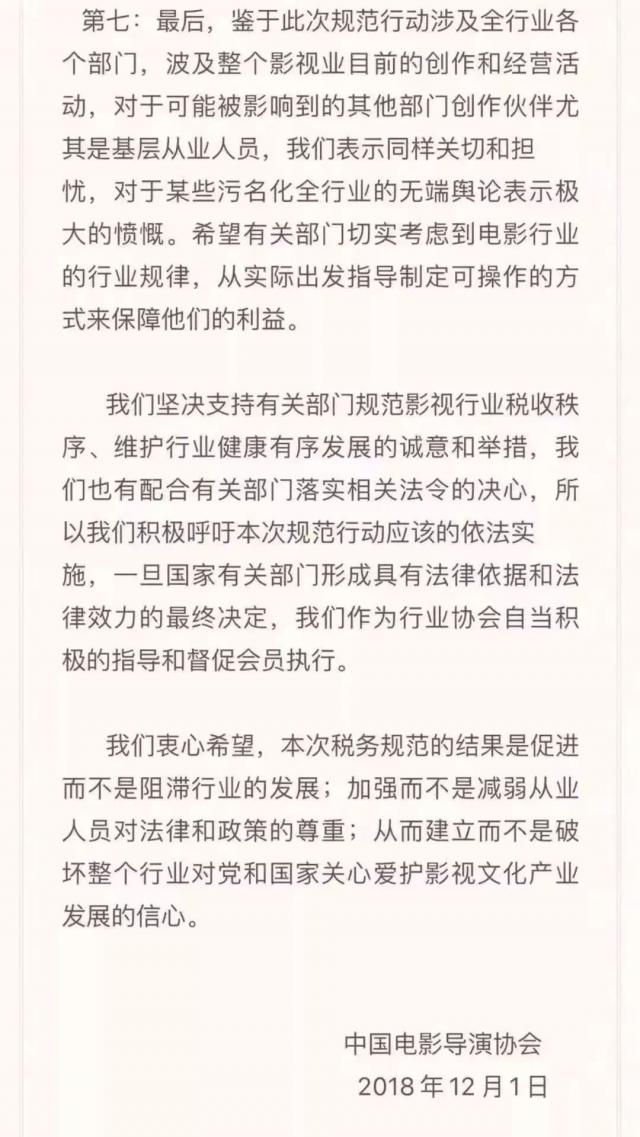 第七：最后，鉴于此次规范行动涉及全行业各
个部门，波及整个影视业目前的创作和经营活
动，对于可能被影响到的其他部门创作伙伴尤
其是基层从业人员，我们表示同样关切和担
忧，对于某些污名化全行业的无端舆论表示极
大的愤慨。希望有关部门切实考虑到电影行业
的行业规律，从实际出发指导制定可操作的方
式来保障他们的利益。
我们坚决支持有关部门规范影视行业税收秩
序、维护行业健康有序发展的诚意和举措，我
们也有配合有关部门落实相关法令的决心，所
以我们积极呼吁本次规范行动应该的依法实
施，一旦国家有关部门形成具有法律依据和法
律效力的最终决定，我们作为行业协会自当积
极的指导和督促会员执行。
我们衷心希望，本次税务规范的结果是促进
而不是阻滞行业的发展；加强而不是减弱从业
人员对法律和政策的尊重；从而建立而不是破
坏整个行业对党和国家关心爱护影视文化产业
发展的信心。
中国电影导演协会
2018年12月1日